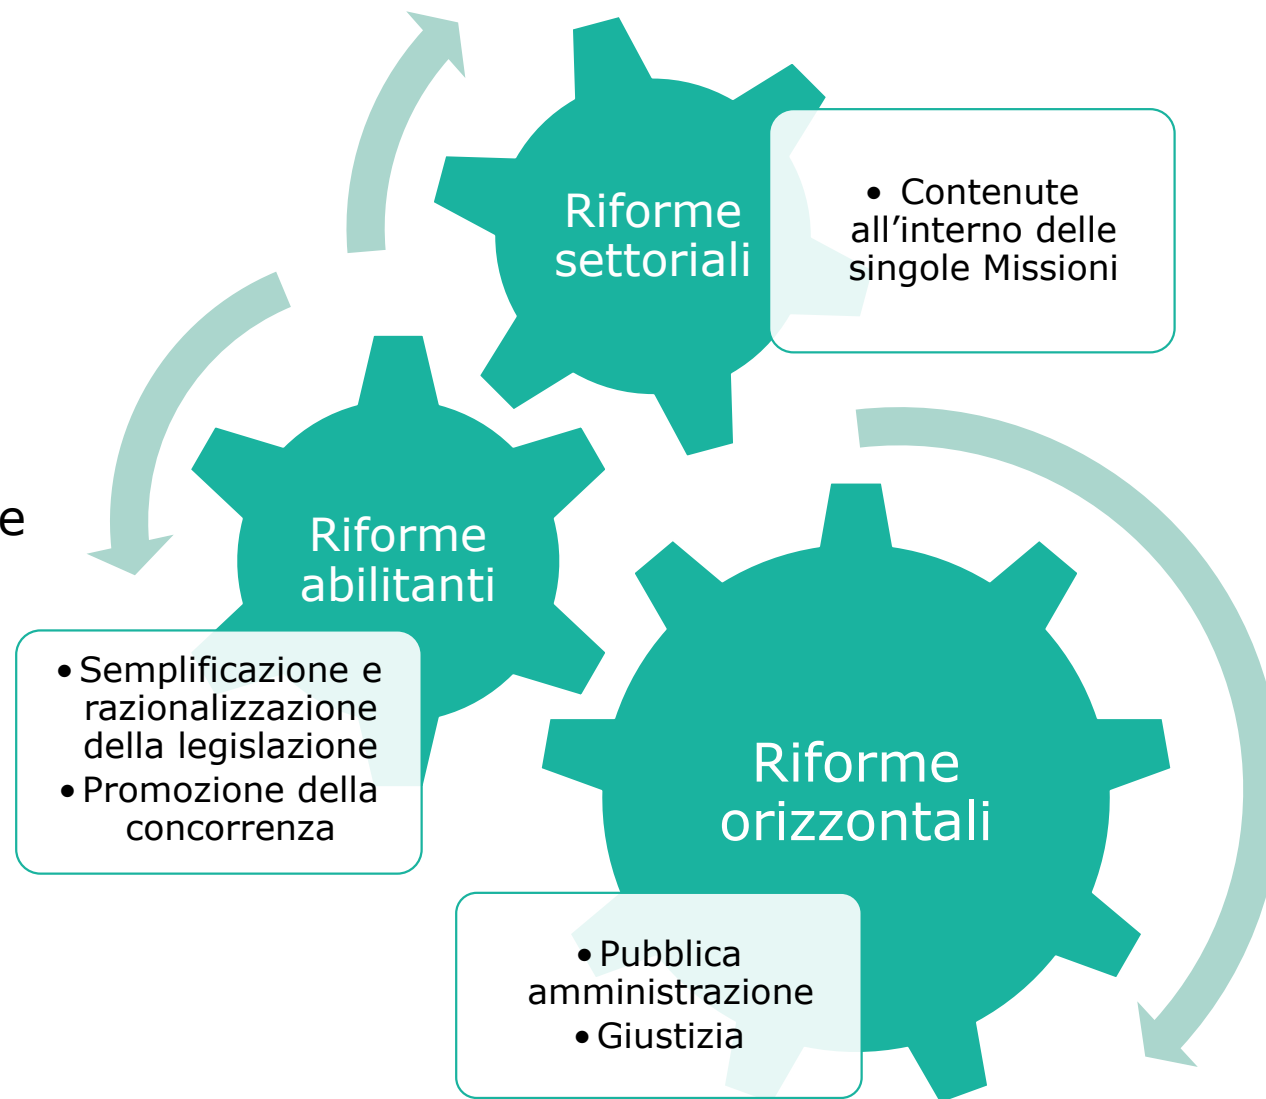 Riforme
settoriali
• Contenute
all’interno delle
singole Missioni
e
Riforme
abilitanti
• Semplificazione e
razionalizzazione
della legislazione
• Promozione della
concorrenza
Riforme
orizzontali
• Pubblica
amministrazione
• Giustizia